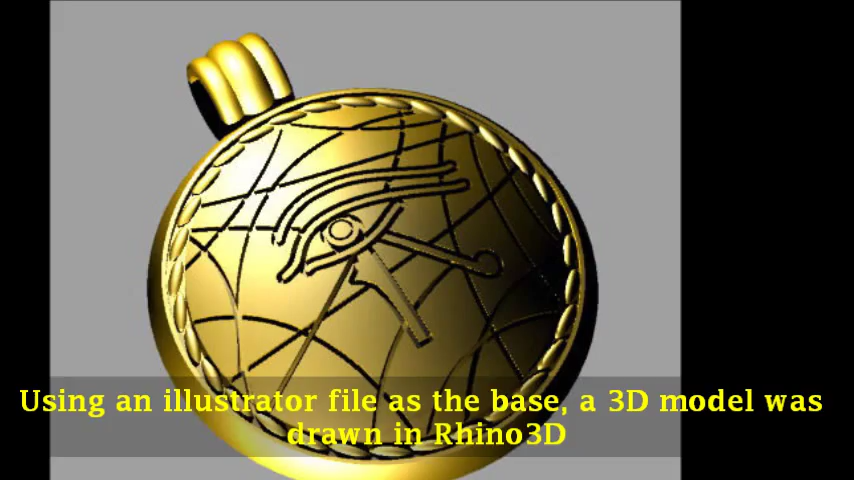 Using an illustrator file as the base, a 3D model was
drawn in Rhino3D